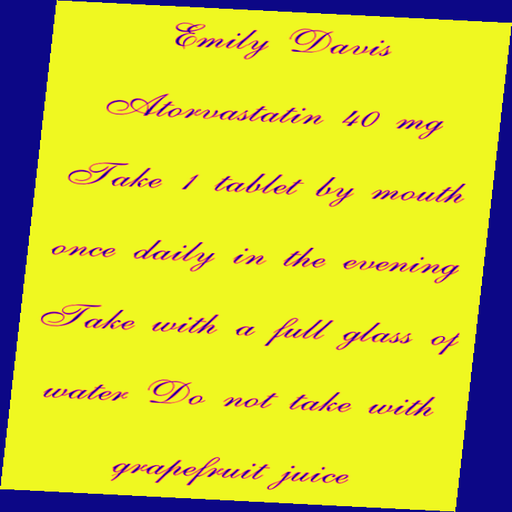 Emily Davis
Atorvastatin 40 mg
Take 1 tablet by mouth
once daily in the evening
Take with a full glass of
water Do not take with
grapefruit juice